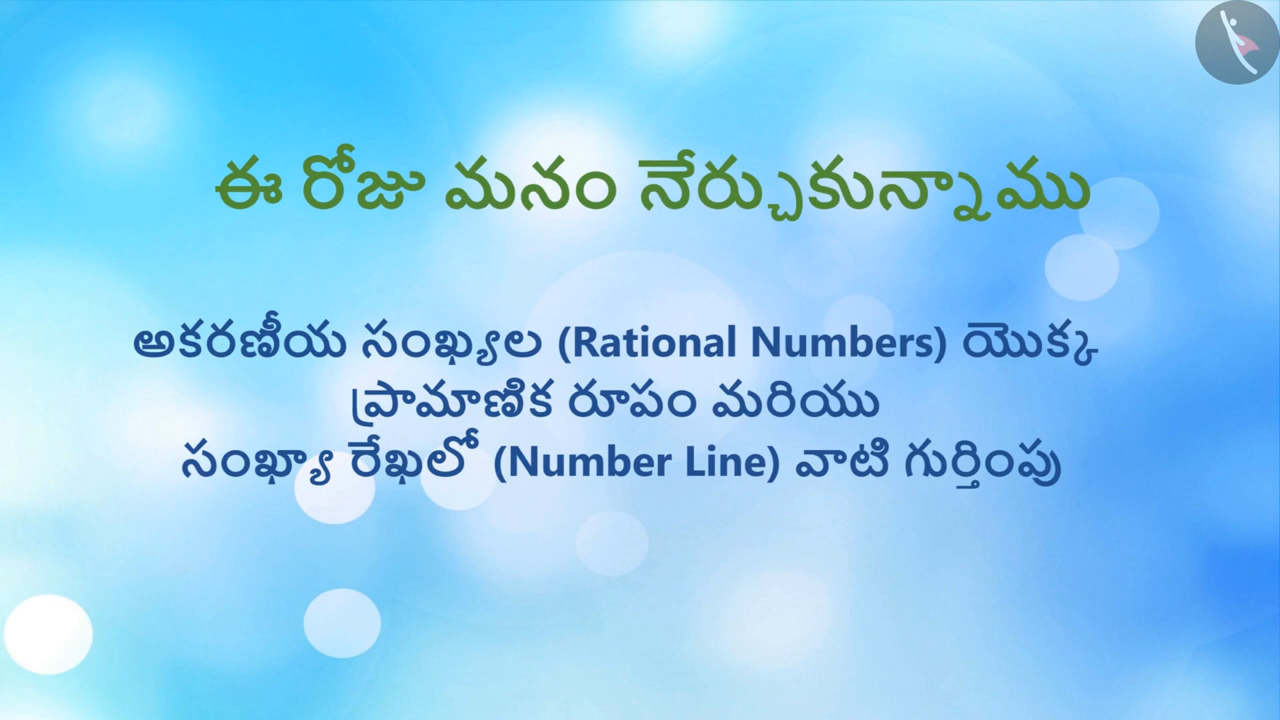 ఈ రోజు మనం నేర్చుకున్నాము
అకరణీయ సంఖ్యల (Rational Numbers) యొక్క
ప్రామాణిక రూపం మరియు
సంఖ్యా రేఖలో (Number Line) వాటి గుర్తింపు